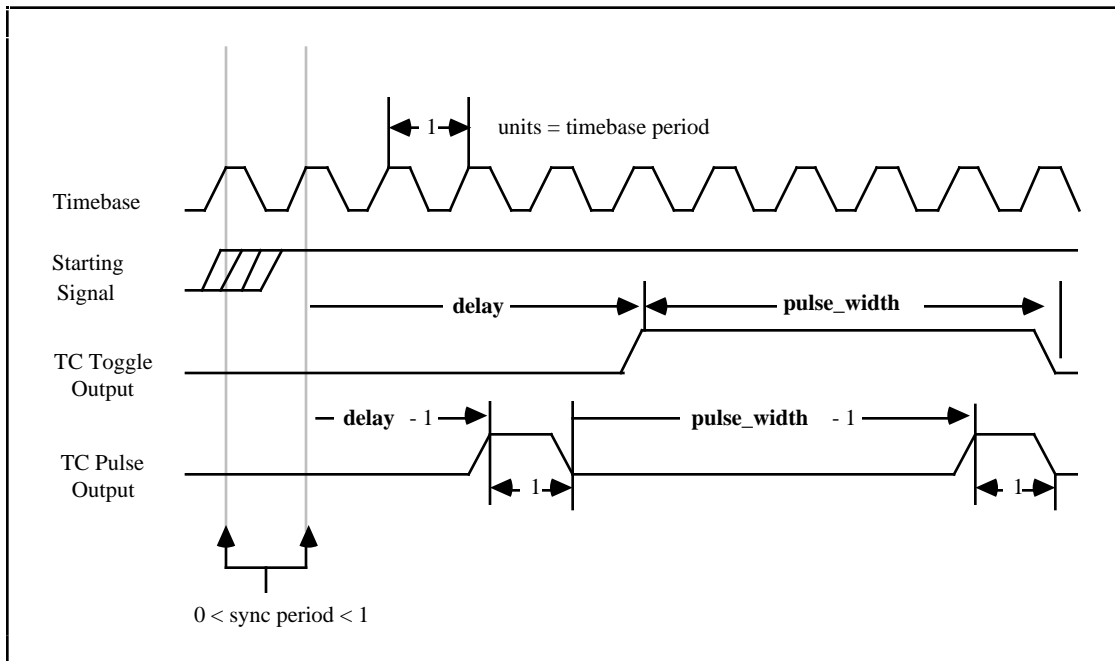 1 units = timebase period
Timebase
Starting
Signal
delay pulse_width
TC Toggle
Output
delay - 1 pulse_width - 1
TC Pulse
Output
1 1
0 < sync period < 1